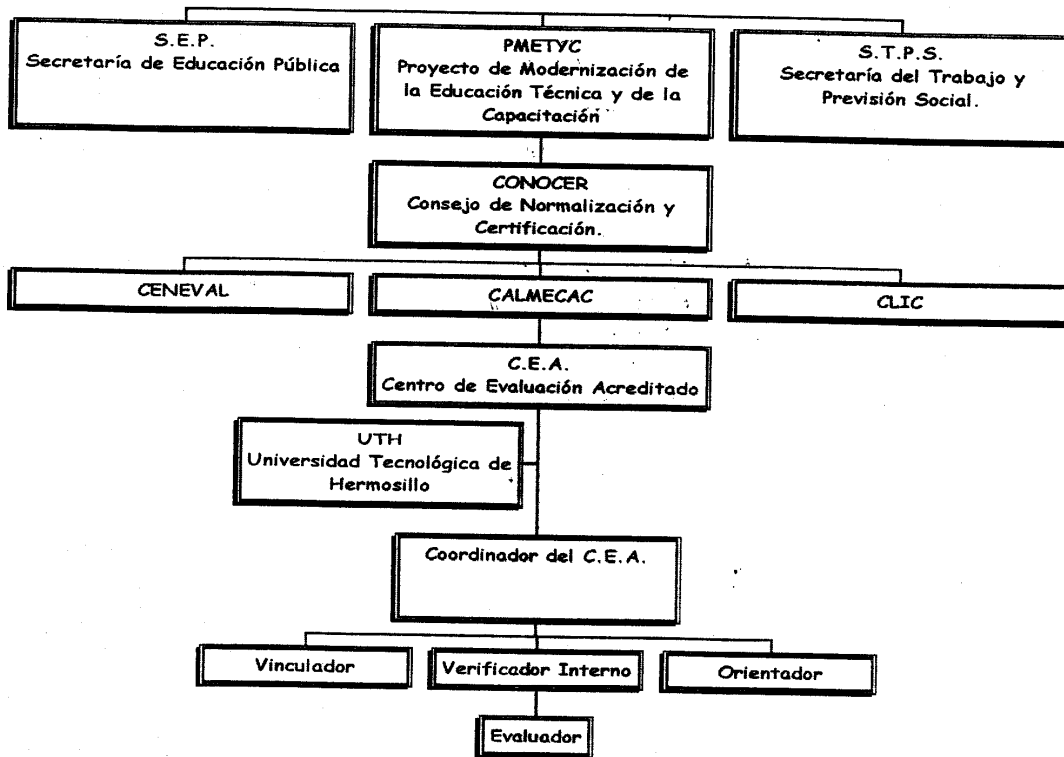 S.E.P.
Secretaría de Educación Pública
PMETYC
Proyecto de Modernización de
la Educación Técnica y de la
Capacitación
S.T.P.S.
Secretaría del Trabajo y
Previsión Social.
CONOCER
Consejo de Normalización y
Certificación.
CENEVAL
CALMECAC
CLIC
C.E.A.
Centro de Evaluación Acreditado
UTH
Universidad Tecnológica de
Hermosillo
Coordinador del C.E.A.
Vinculador
Verificador Interno
Orientador
Evaluador